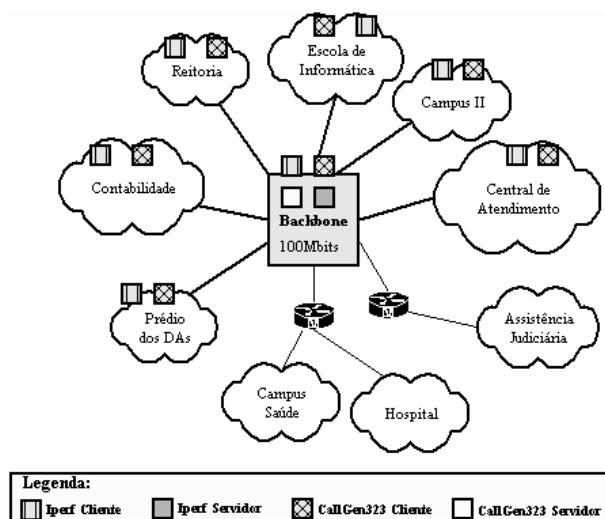 Reitoria
Escola de
Informática
Campus II
Contabilidade
Central de
Atendimento
Backbone
100Mbits
Prédio
dos DAs
Assistência
Judiciária
Campus
Saúde
Hospital
Legenda:
Iperf Cliente
Iperf Servidor
CallGen323 Cliente
CallGen323 Servidor